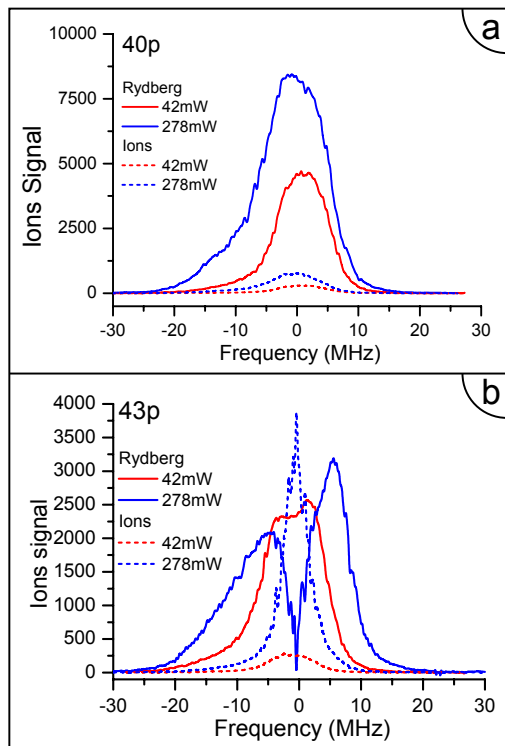 a
40p
Rydberg
42mW
278mW
Ions
42mW
278mW
Ions Signal
10000
7500
5000
2500
0
-30 -20 -10 0 10 20 30
Frequency (MHz)
b
43p
Rydberg
42mW
278mW
Ions
42mW
278mW
Ions signal
4000
3500
3000
2500
2000
1500
1000
500
0
-30 -20 -10 0 10 20 30
Frequency (MHz)